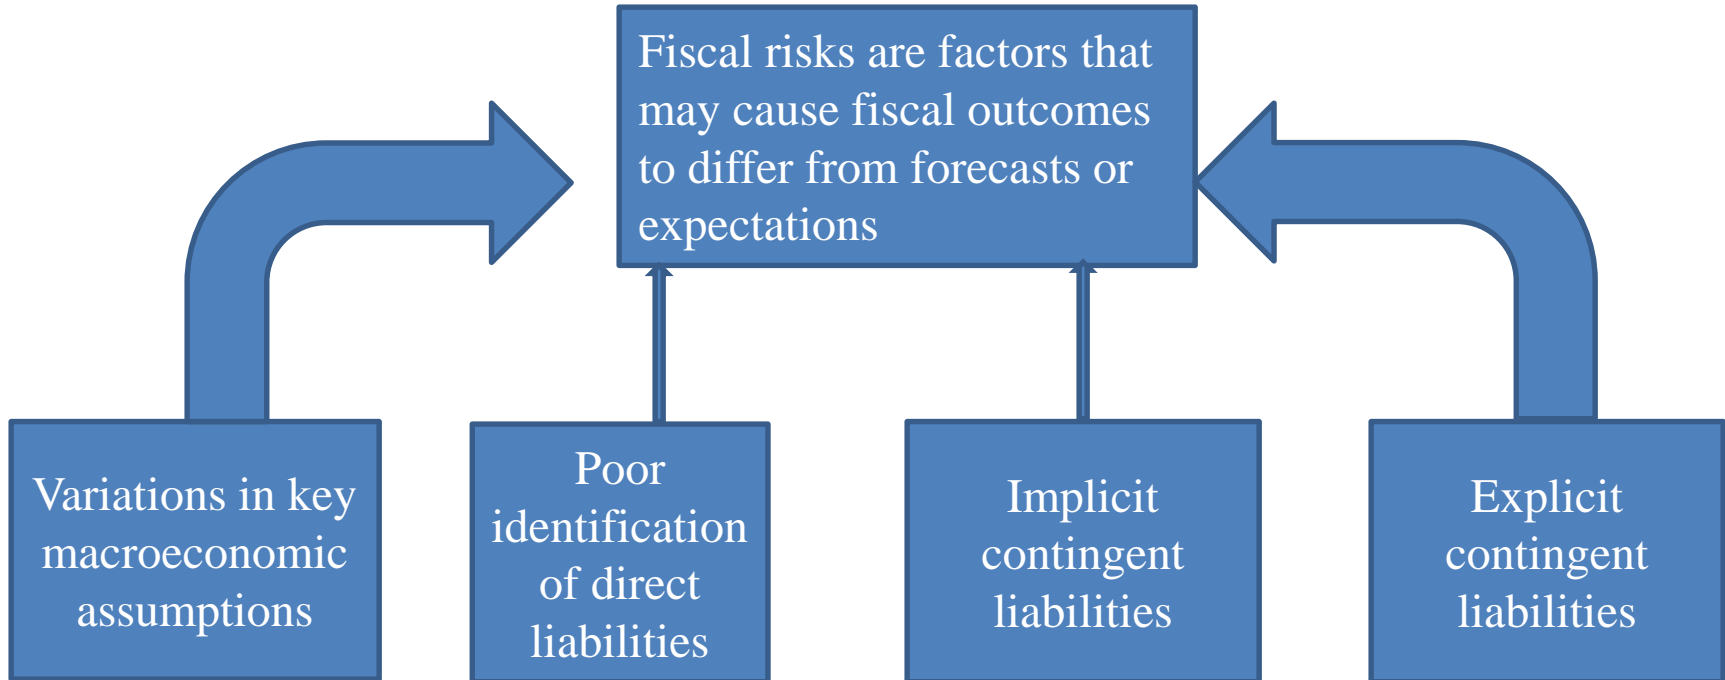 Fiscal risks are factors that
may cause fiscal outcomes
to differ from forecasts or
expectations
Variations in key
macroeconomic
assumptions
Poor
identification
of direct
liabilities
Implicit
contingent
liabilities
Explicit
contingent
liabilities